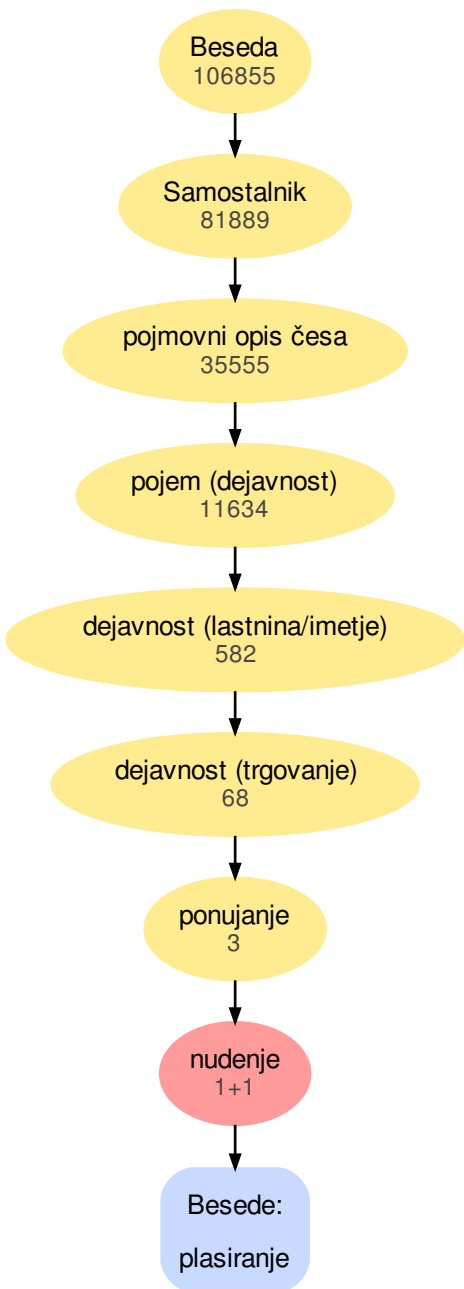 Beseda
106855
Samostalnik
81889
pojmovni opis česa
35555
pojem (dejavnost)
11634
dejavnost (lastnina/imetje)
582
dejavnost (trgovanje)
68
ponujanje
3
nudenje
1+1
Besede:
plasiranje